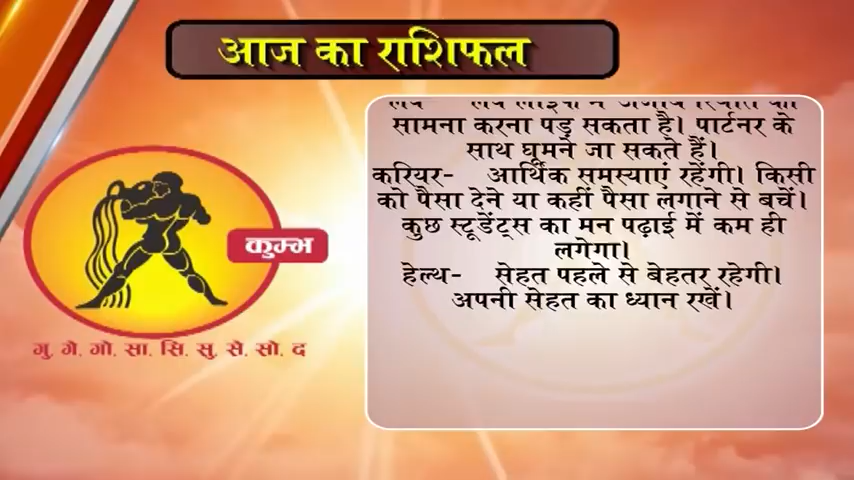 आज का राशिफल
सामना करना पड़ सकता है। पार्टनर के
साथ घूमने जा सकते हैं।
करियर- आर्थिक समस्याएं रहेंगी। किसी
को पैसा देने या कहीं पैसा लगाने से बचें।
कुछ स्टूडेंट्स का मन पढ़ाई में कम ही
लगेगा।
हेल्थ- सेहत पहले से बेहतर रहेगी।
अपनी सेहत का ध्यान रखें।
कुम्भ
गु. गे. गो. सा. सि. सु. से. सो. द